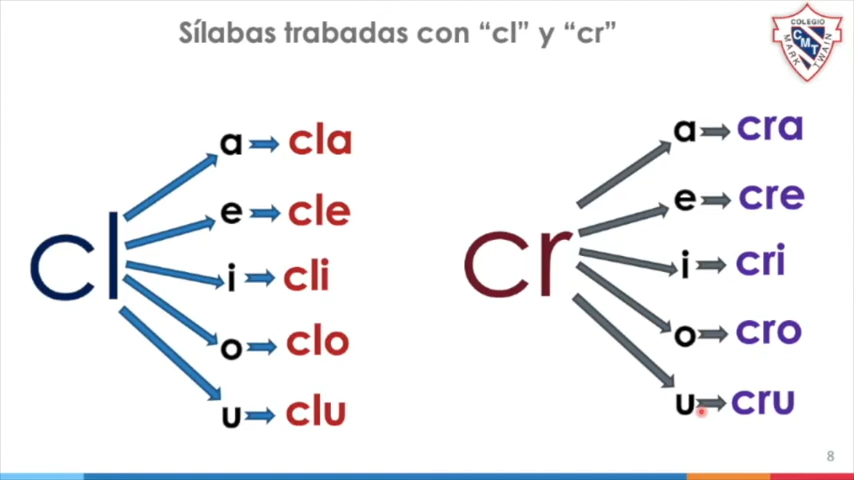 Sílabas trabadas con “cl” y “cr”
COLEGIO
CMT
MARK TWAIN
cl
a cla
e cle
i cli
o clo
u clu
cr
a cra
e cre
i cri
o cro
u cru
8